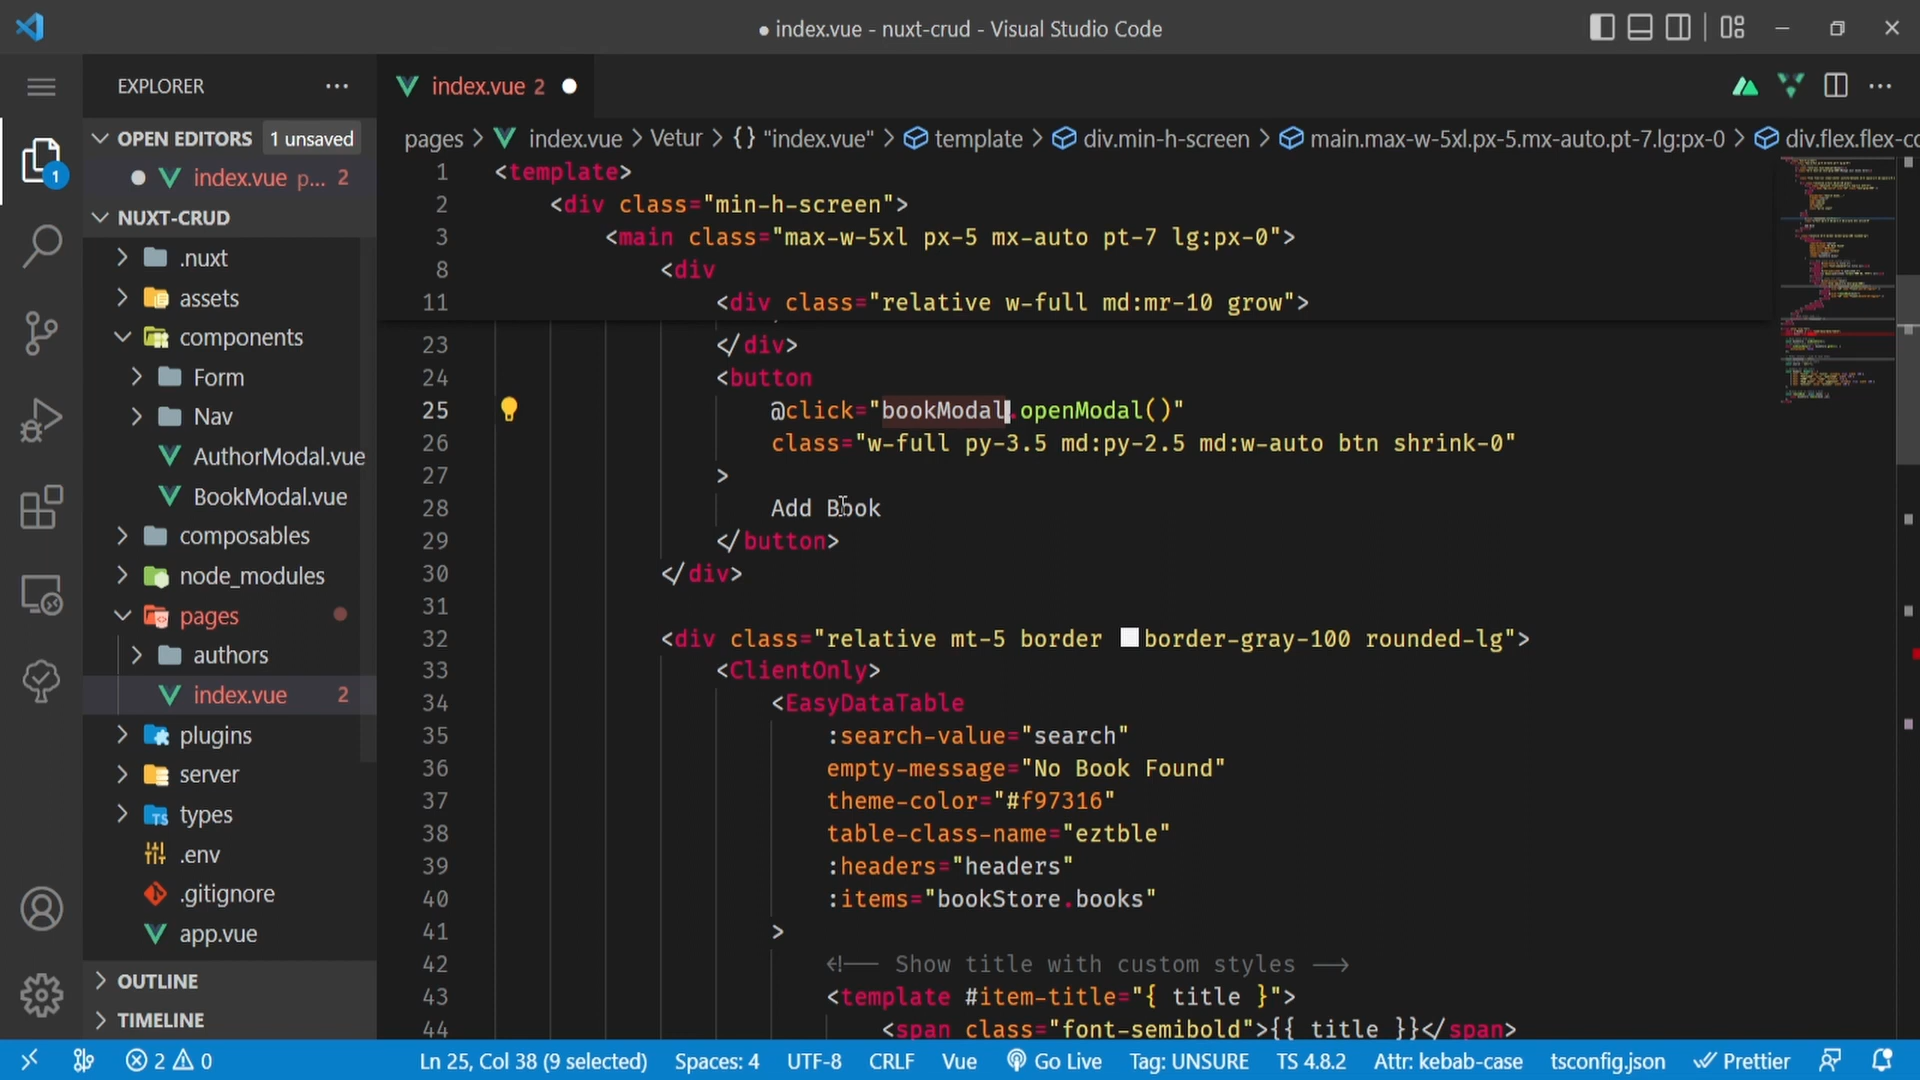 ● index.vue - nuxt-crud - Visual Studio Code
EXPLORER
OPEN EDITORS 1 unsaved
index.vue p... 2
NUXT-CRUD
.nuxt
assets
components
Form
Nav
AuthorModal.vue
BookModal.vue
composables
node_modules
pages
authors
index.vue 2
plugins
server
types
.env
.gitignore
app.vue
OUTLINE
TIMELINE
1
index.vue 2
pages > index.vue > Vetur > {} "index.vue" > template > div.min-h-screen > main.max-w-5xl.px-5.mx-auto.pt-7.lg:px-0 > div.flex.flex-co
1 <template>
2 <div class="min-h-screen">
3 <main class="max-w-5xl px-5 mx-auto pt-7 lg:px-0">
8 <div
11 <div class="relative w-full md:mr-10 grow">
23 </div>
24 <button
25 @click="bookModal.openModal()"
26 class="w-full py-3.5 md:py-2.5 md:w-auto btn shrink-0"
27 >
28 Add Book
29 </button>
30 </div>
31
32 <div class="relative mt-5 border border-gray-100 rounded-lg">
33 <ClientOnly>
34 <EasyDataTable
35 :search-value="search"
36 empty-message="No Book Found"
37 theme-color="#f97316"
38 table-class-name="eztble"
39 :headers="headers"
40 :items="bookStore.books"
41 >
42 <!-- Show title with custom styles -->
43 <template #item-title="{ title }">
44 <span class="font-semibold">{{ title }}</span>
2 0 Ln 25, Col 38 (9 selected) Spaces: 4 UTF-8 CRLF Vue Go Live Tag: UNSURE TS 4.8.2 Attr: kebab-case tsconfig.json Prettier